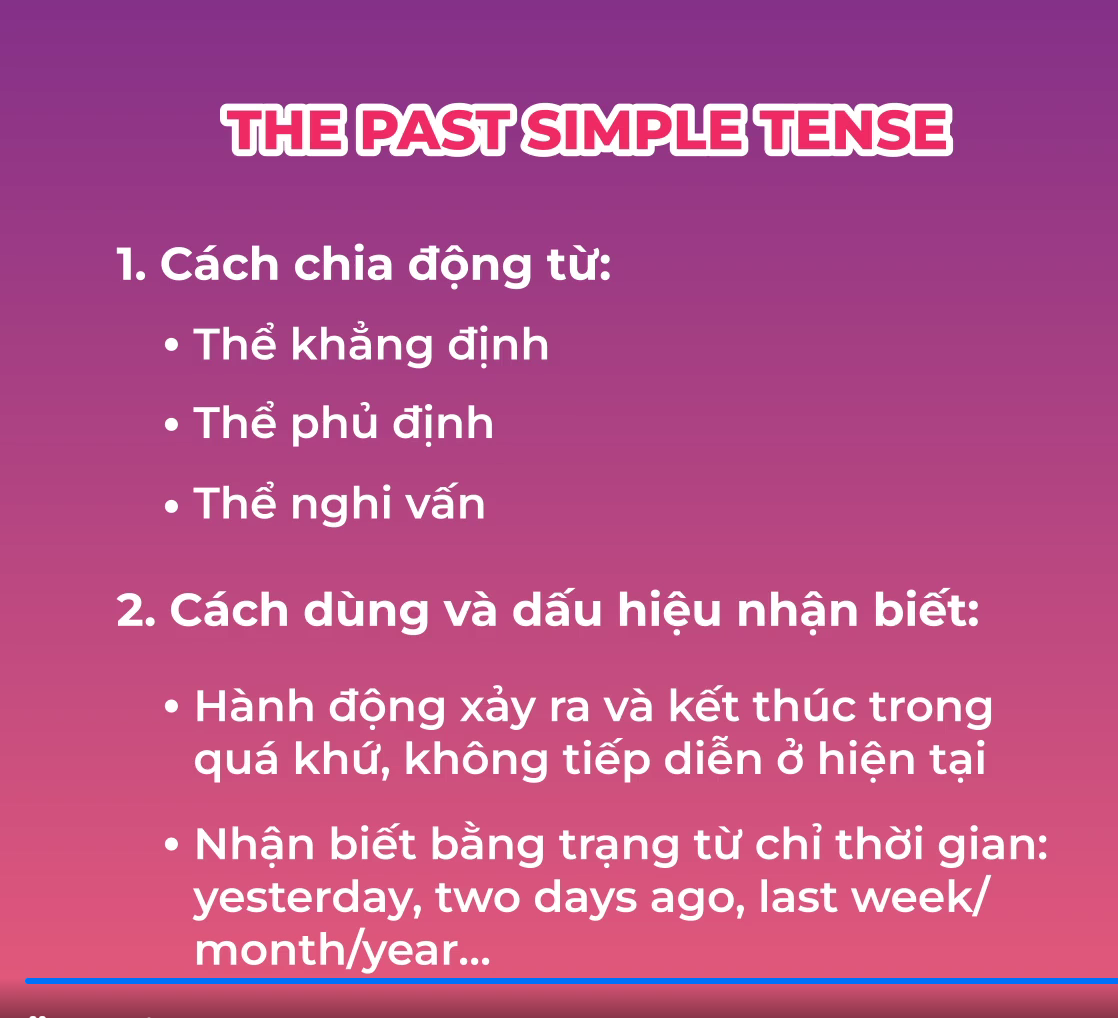 THE PAST SIMPLE TENSE
1. Cách chia động từ:
• Thể khẳng định
• Thể phủ định
• Thể nghi vấn
2. Cách dùng và dấu hiệu nhận biết:
• Hành động xảy ra và kết thúc trong
quá khứ, không tiếp diễn ở hiện tại
• Nhận biết bằng trạng từ chỉ thời gian:
yesterday, two days ago, last week/
month/year...